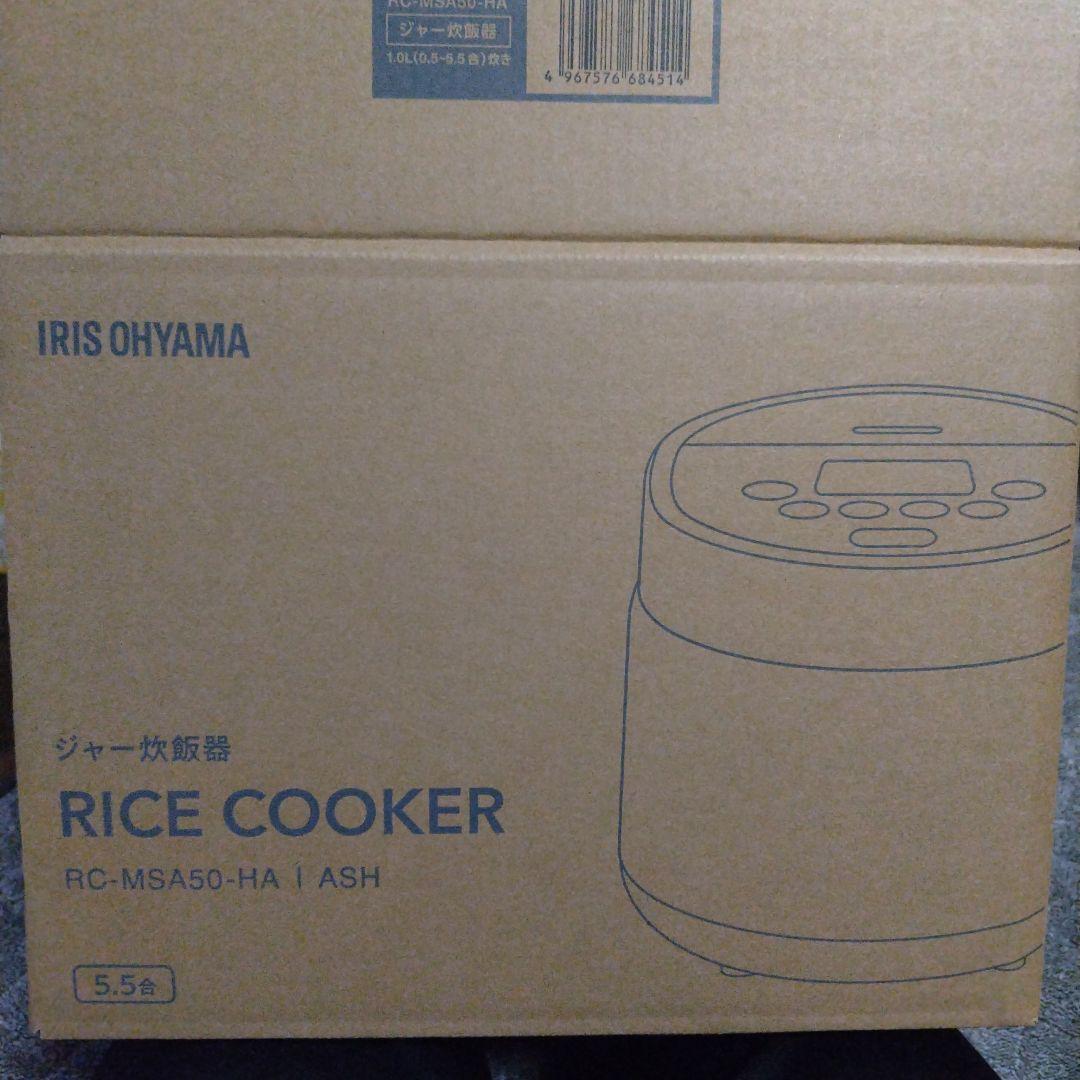 RC-MSA50-HA
ジャー炊飯器
1.0L(0.5~5.5合)炊き
4 967576 684514
IRIS OHYAMA
ジャー炊飯器
RICE COOKER
RC-MSA50-HA | ASH
5.5合